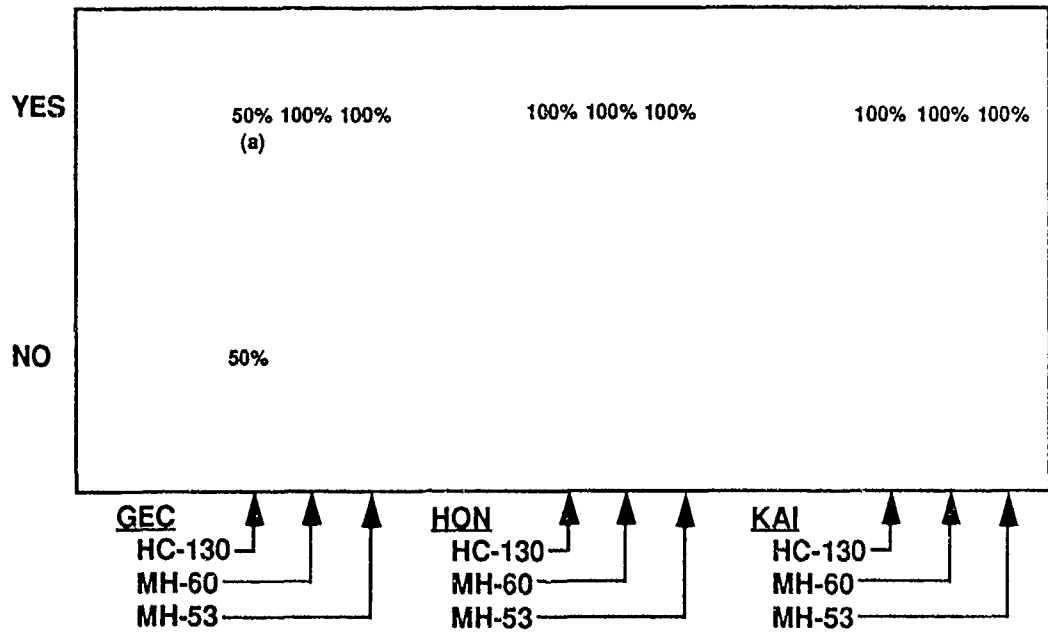 YES 50% 100% 100% 100% 100% 100% 100% 100% 100%
(a)
NO 50%
GEC HON KAI
HC-130 HC-130 HC-130
MH-60 MH-60 MH-60
MH-53 MH-53 MH-53